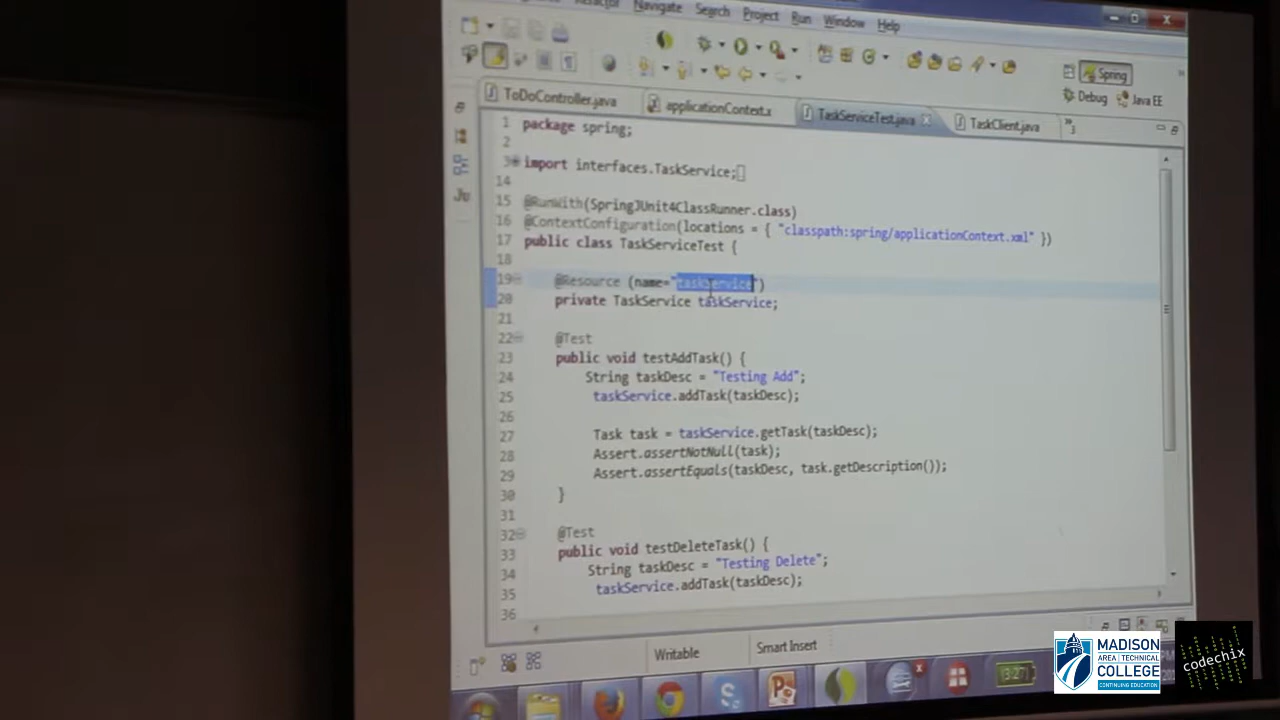 Refactor Navigate Search Project Run Window Help
Spring
Debug Java EE
ToDoController.java applicationContext.x TaskServiceTest.java TaskClient.java »3
1 package spring;
2
3 import interfaces.TaskService;
14
15 @RunWith(SpringJUnit4ClassRunner.class)
16 @ContextConfiguration(locations = { "classpath:spring/applicationContext.xml" })
17 public class TaskServiceTest {
18
19 @Resource (name="taskService")
20 private TaskService taskService;
21
22 @Test
23 public void testAddTask() {
24 String taskDesc = "Testing Add";
25 taskService.addTask(taskDesc);
26
27 Task task = taskService.getTask(taskDesc);
28 Assert.assertNotNull(task);
29 Assert.assertEquals(taskDesc, task.getDescription());
30 }
31
32 @Test
33 public void testDeleteTask() {
34 String taskDesc = "Testing Delete";
35 taskService.addTask(taskDesc);
36
Writable Smart Insert
MADISON
AREA TECHNICAL
COLLEGE
CONTINUING EDUCATION
codechix